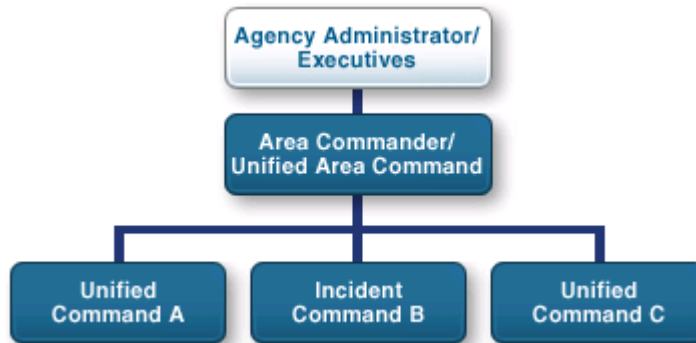 Agency Administrator/
Executives
Area Commander/
Unified Area Command
Unified
Command A
Incident
Command B
Unified
Command C